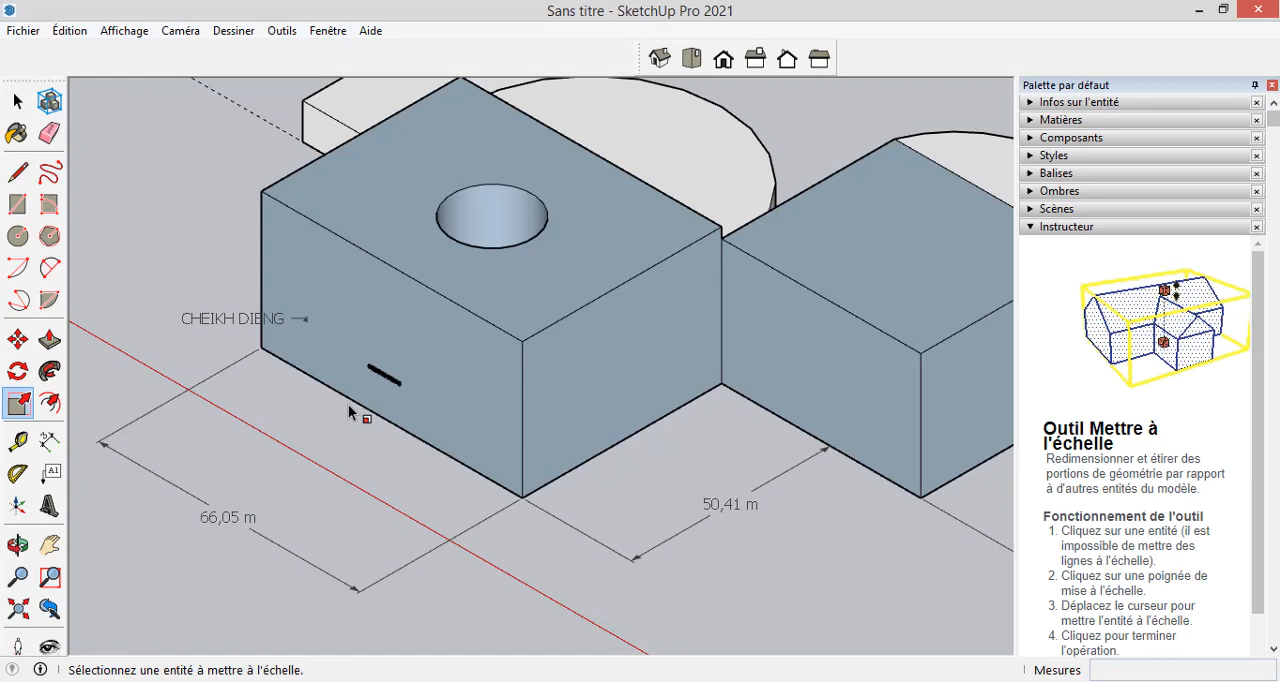 Sans titre - SketchUp Pro 2021
Fichier Édition Affichage Caméra Dessiner Outils Fenêtre Aide
Palette par défaut
Infos sur l'entité
Matières
Composants
Styles
Balises
Ombres
Scènes
Instructeur
A1
CHEIKH DIENG
66,05 m
50,41 m
Outil Mettre à
l'échelle
Redimensionner et étirer des
portions de géométrie par rapport
à d'autres entités du modèle.
Fonctionnement de l'outil
1. Cliquez sur une entité (il est
impossible de mettre des
lignes à l'échelle).
2. Cliquez sur une poignée de
mise à l'échelle.
3. Déplacez le curseur pour
mettre l'entité à l'échelle.
4. Cliquez pour terminer
l'opération.
Sélectionnez une entité à mettre à l'échelle.
Mesures